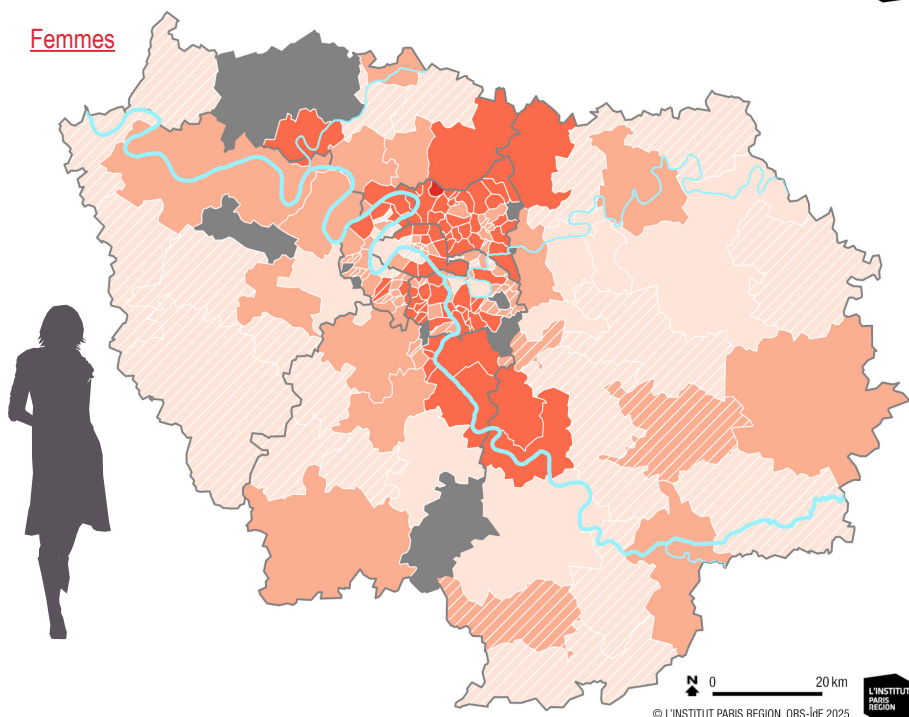 Femmes
N 0 20 km
L'INSTITUT
PARIS
REGION
© L'INSTITUT PARIS REGION, ORS-ÎdF 2025